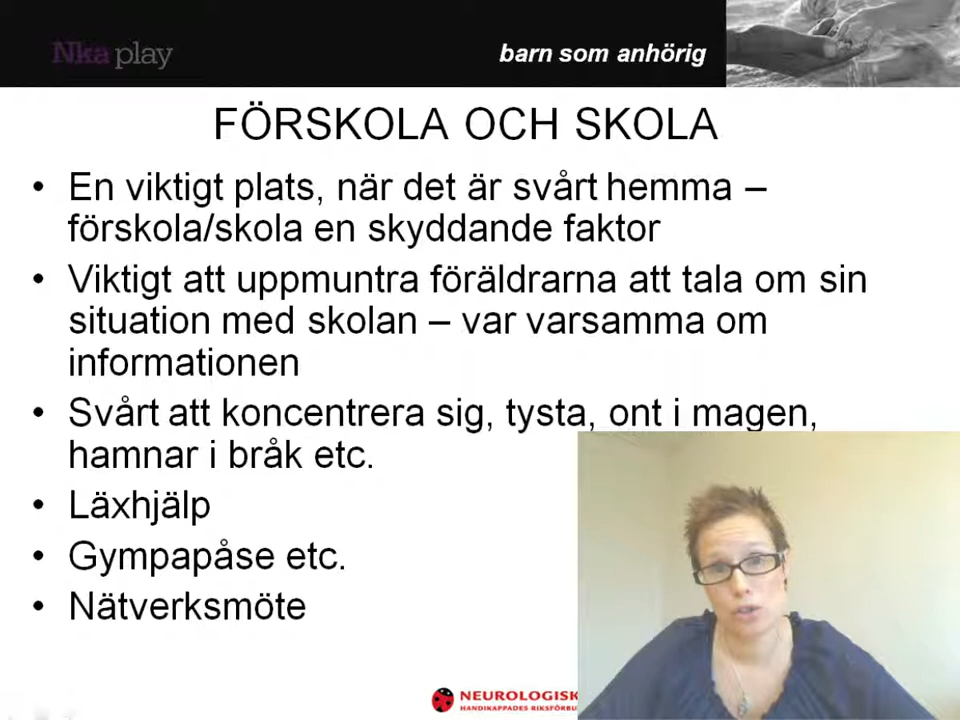 Nka play
barn som anhörig
FÖRSKOLA OCH SKOLA
• En viktigt plats, när det är svårt hemma –
förskola/skola en skyddande faktor
• Viktigt att uppmuntra föräldrarna att tala om sin
situation med skolan – var varsamma om
informationen
• Svårt att koncentrera sig, tysta, ont i magen,
hamnar i bråk etc.
• Läxhjälp
• Gympapåse etc.
• Nätverksmöte
NEUROLOGISK
HANDIKAPPADES RIKSFÖRBU